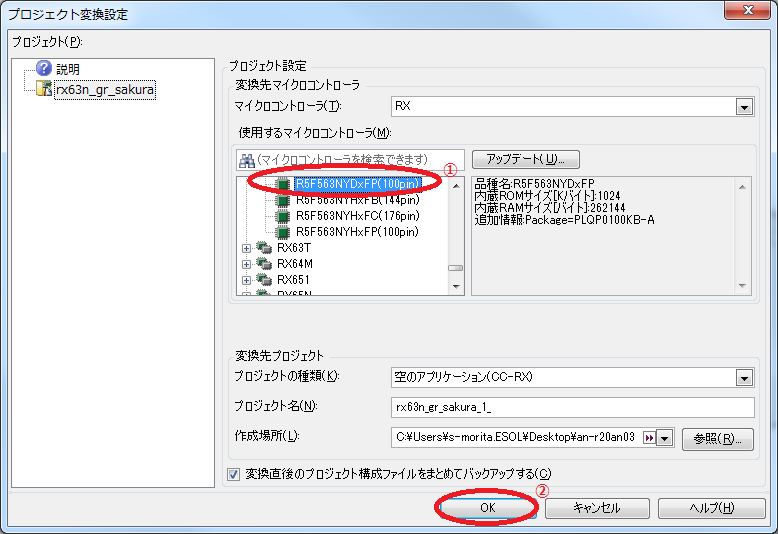 プロジェクト変換設定
プロジェクト(P):
説明
rx63n_gr_sakura
プロジェクト設定
変換先マイクロコントローラ
マイクロコントローラ(T):
RX
使用するマイクロコントローラ(M):
(マイクロコントローラを検索できます)
①
アップデート(U)...
R5F563NYDxFP(100pin)
R5F563NYHxFB(144pin)
R5F563NYHxFC(176pin)
R5F563NYHxFP(100pin)
RX63T
RX64M
RX651
RX65N
品種名:R5F563NYDxFP
内蔵ROMサイズ[Kバイト]:1024
内蔵RAMサイズ[バイト]:262144
追加情報:Package=PLQP0100KB-A
変換先プロジェクト
プロジェクトの種類(K):
空のアプリケーション(CC-RX)
プロジェクト名(N):
rx63n_gr_sakura_1_
作成場所(L):
C:¥Users¥s-morita.ESOL¥Desktop¥an-r20an03
参照(R)...
変換直後のプロジェクト構成ファイルをまとめてバックアップする(C)
②
OK
キャンセル
ヘルプ(H)